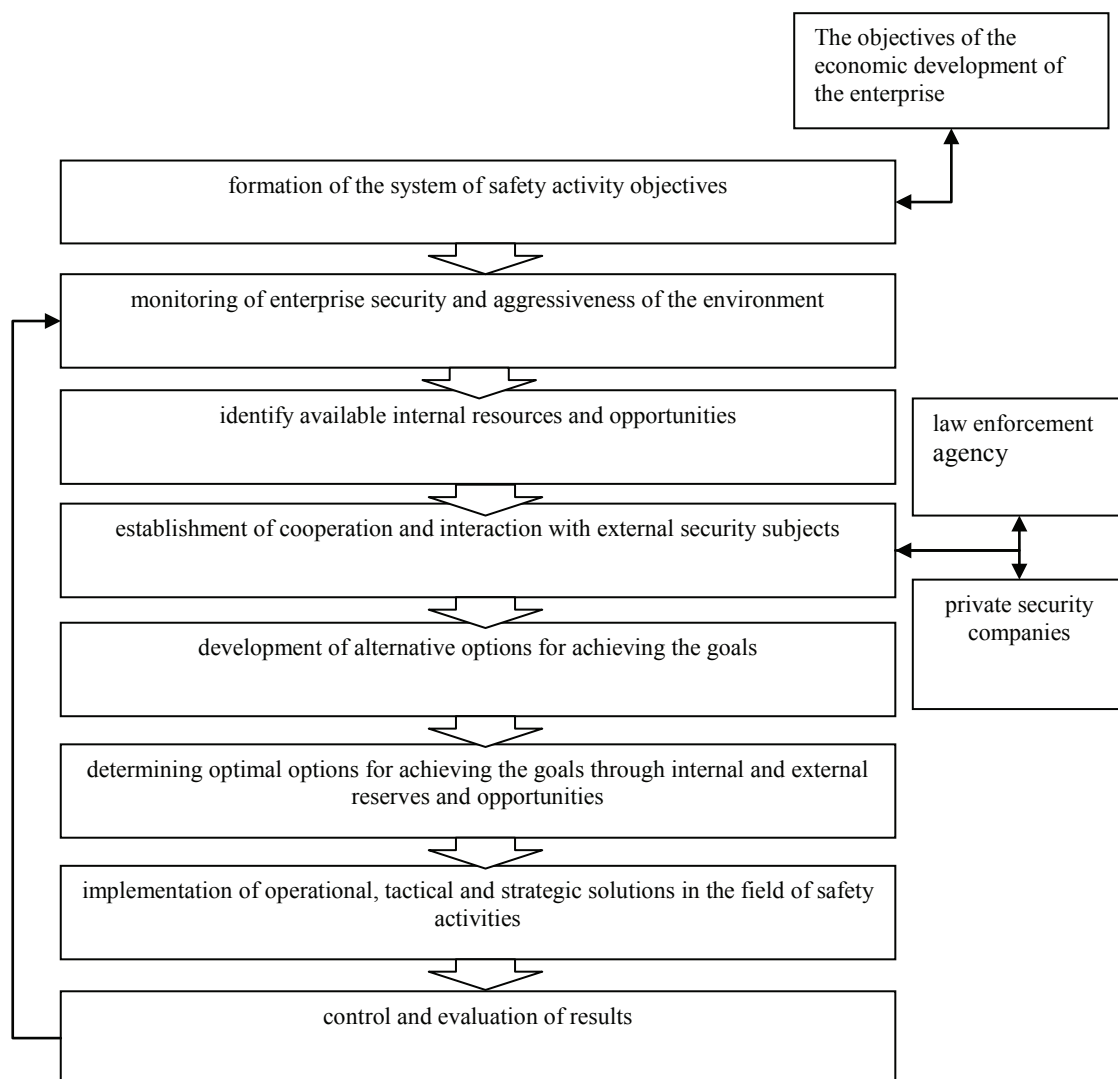 The objectives of the
economic development of
the enterprise
formation of the system of safety activity objectives
monitoring of enterprise security and aggressiveness of the environment
identify available internal resources and opportunities
law enforcement
agency
establishment of cooperation and interaction with external security subjects
private security
companies
development of alternative options for achieving the goals
determining optimal options for achieving the goals through internal and external
reserves and opportunities
implementation of operational, tactical and strategic solutions in the field of safety
activities
control and evaluation of results